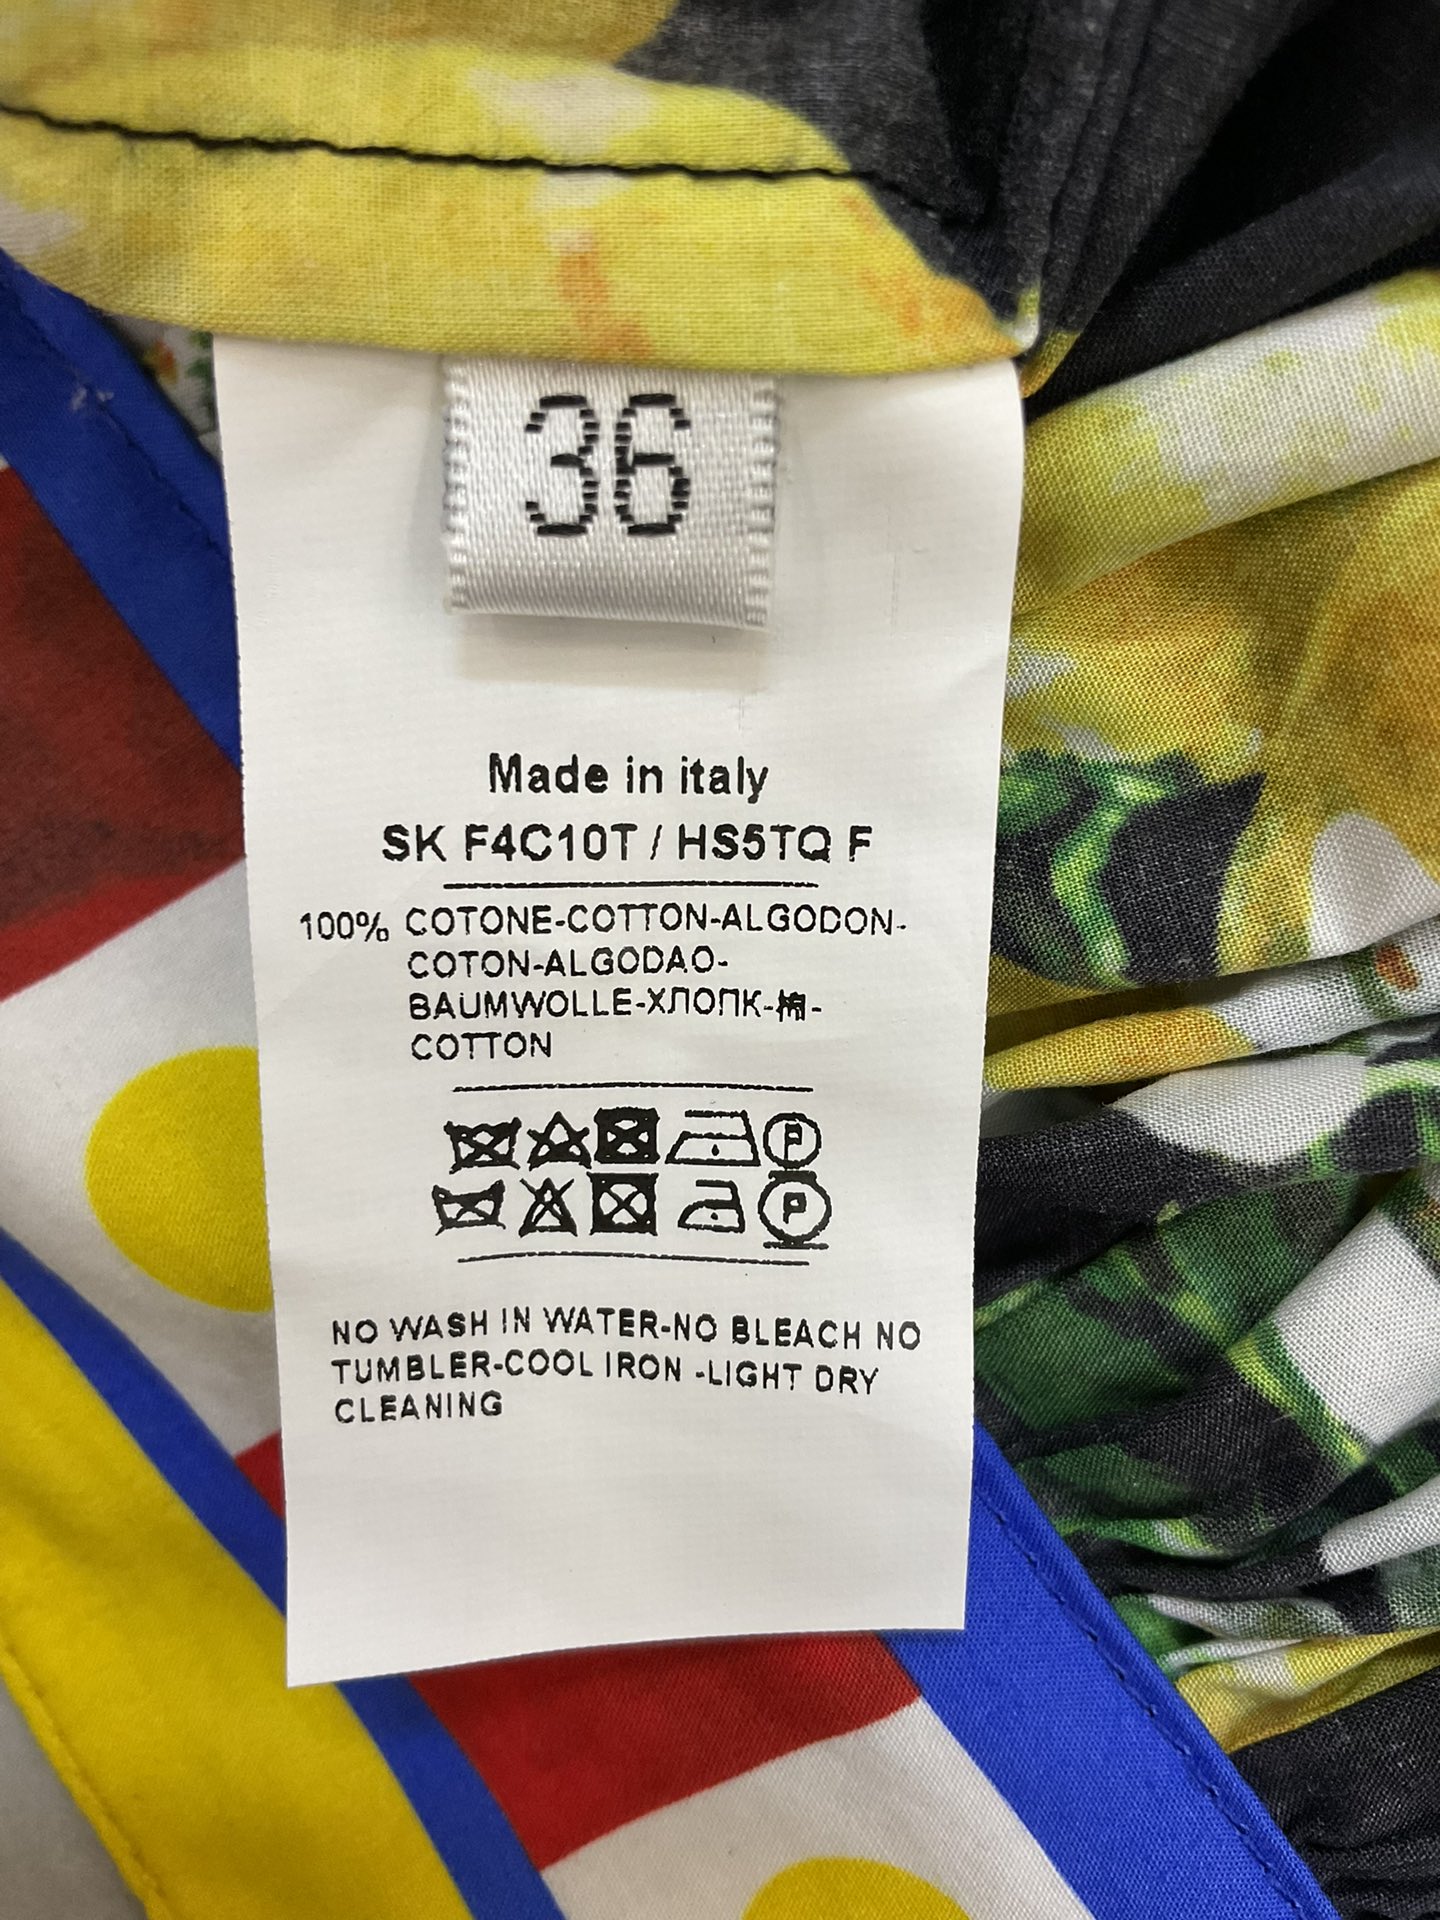 36
Made in italy
SK F4C10T / HS5TQ F
100% COTONE-COTTON-ALGODON-
COTON-ALGODAO-
BAUMWOLLE-ХЛОПК-棉-
COTTON
P
P
NO WASH IN WATER-NO BLEACH NO
TUMBLER-COOL IRON -LIGHT DRY
CLEANING